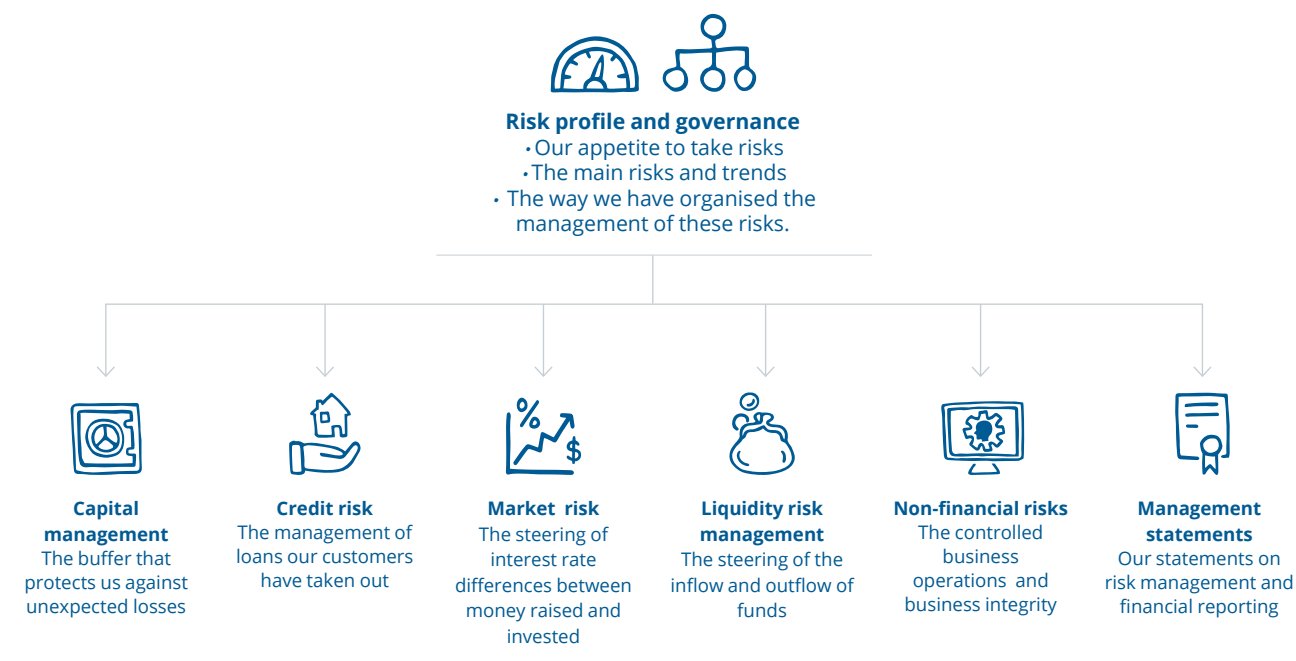 Risk profile and governance
• Our appetite to take risks
• The main risks and trends
• The way we have organised the
management of these risks.
%
$
Capital
management
The buffer that
protects us against
unexpected losses
Credit risk
The management of
loans our customers
have taken out
Market risk
The steering of
interest rate
differences between
money raised and
invested
Liquidity risk
management
The steering of the
inflow and outflow of
funds
Non-financial risks
The controlled
business
operations and
business integrity
Management
statements
Our statements on
risk management and
financial reporting